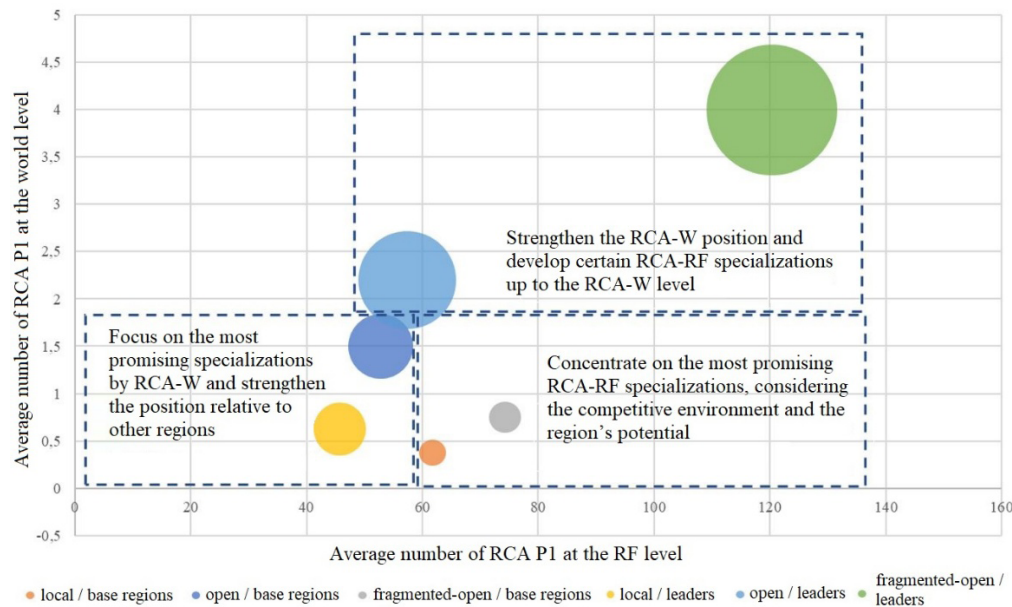 5
4,5
4
3,5
3
2,5
2
1,5
1
0,5
0
-0,5
Average number of RCA P1 at the world level
Strengthen the RCA-W position and
develop certain RCA-RF specializations
up to the RCA-W level
Focus on the most
promising specializations
by RCA-W and strengthen
the position relative to
other regions
Concentrate on the most promising
RCA-RF specializations, considering
the competitive environment and the
region's potential
0 20 40 60 80 100 120 140 160
Average number of RCA P1 at the RF level
local / base regions
open / base regions
fragmented-open / base regions
local / leaders
open / leaders
fragmented-open /
leaders